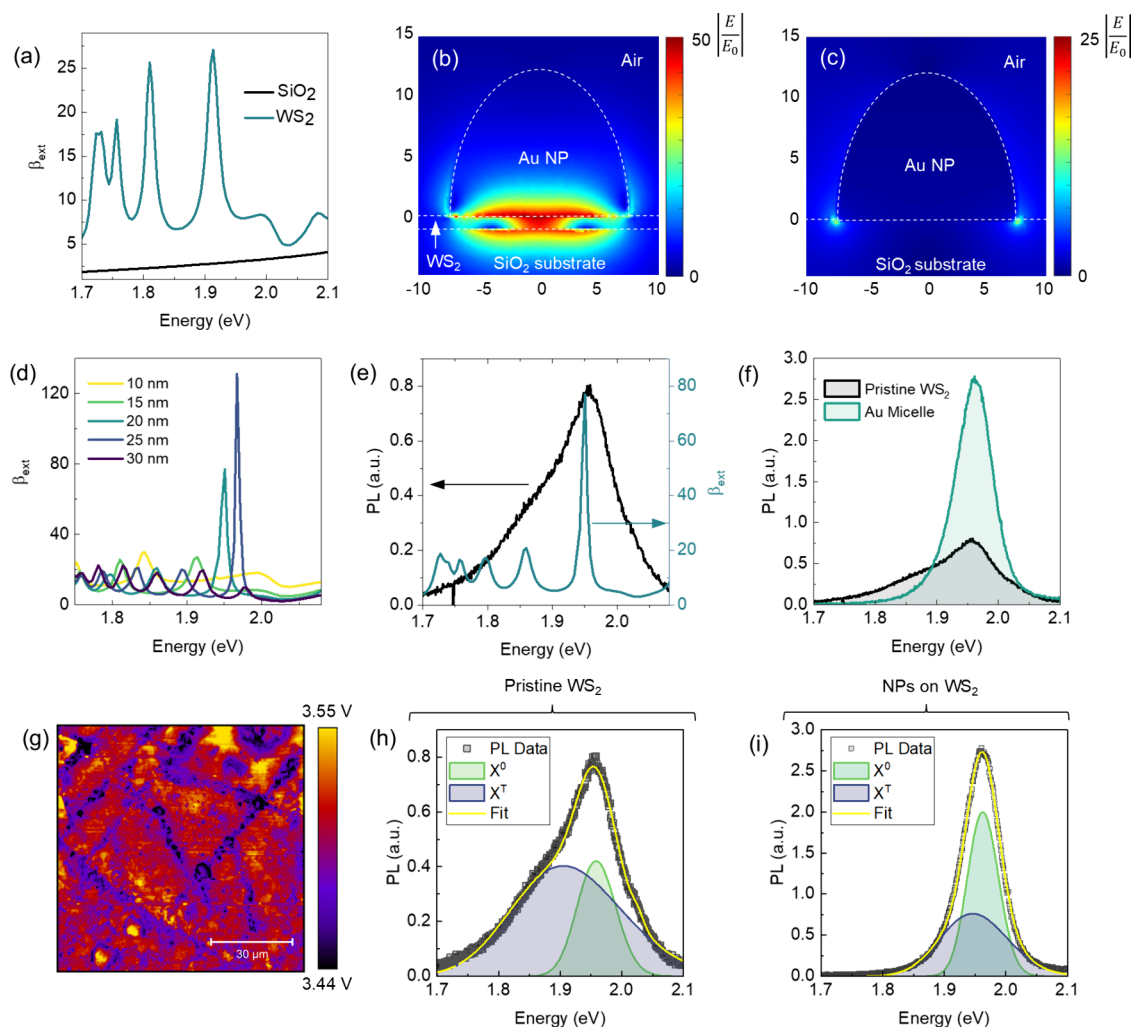 (a)
25
20
15
10
5
β_ext
SiO₂
WS₂
1.7 1.8 1.9 2.0 2.1
Energy (eV)
(b)
Air
Au NP
WS₂
SiO₂ substrate
15
10
5
0
-10 -5 0 5 10
50
0
|E/E₀|
(c)
Air
Au NP
SiO₂ substrate
15
10
5
0
-10 -5 0 5 10
25
0
|E/E₀|
(d)
120
80
40
0
β_ext
10 nm
15 nm
20 nm
25 nm
30 nm
1.8 1.9 2.0
Energy (eV)
(e)
0.8
0.6
0.4
0.2
0.0
PL (a.u.)
80
60
40
20
0
β_ext
1.7 1.8 1.9 2.0
Energy (eV)
(f)
3.0
2.5
2.0
1.5
1.0
0.5
0.0
PL (a.u.)
Pristine WS₂
Au Micelle
1.7 1.8 1.9 2.0 2.1
Energy (eV)
(g)
3.55 V
3.44 V
30 μm
Pristine WS₂
(h)
0.8
0.6
0.4
0.2
0.0
PL (a.u.)
PL Data
X⁰
Xᵀ
Fit
1.7 1.8 1.9 2.0 2.1
Energy (eV)
NPs on WS₂
(i)
3.0
2.5
2.0
1.5
1.0
0.5
0.0
PL (a.u.)
PL Data
X⁰
Xᵀ
Fit
1.7 1.8 1.9 2.0 2.1
Energy (eV)